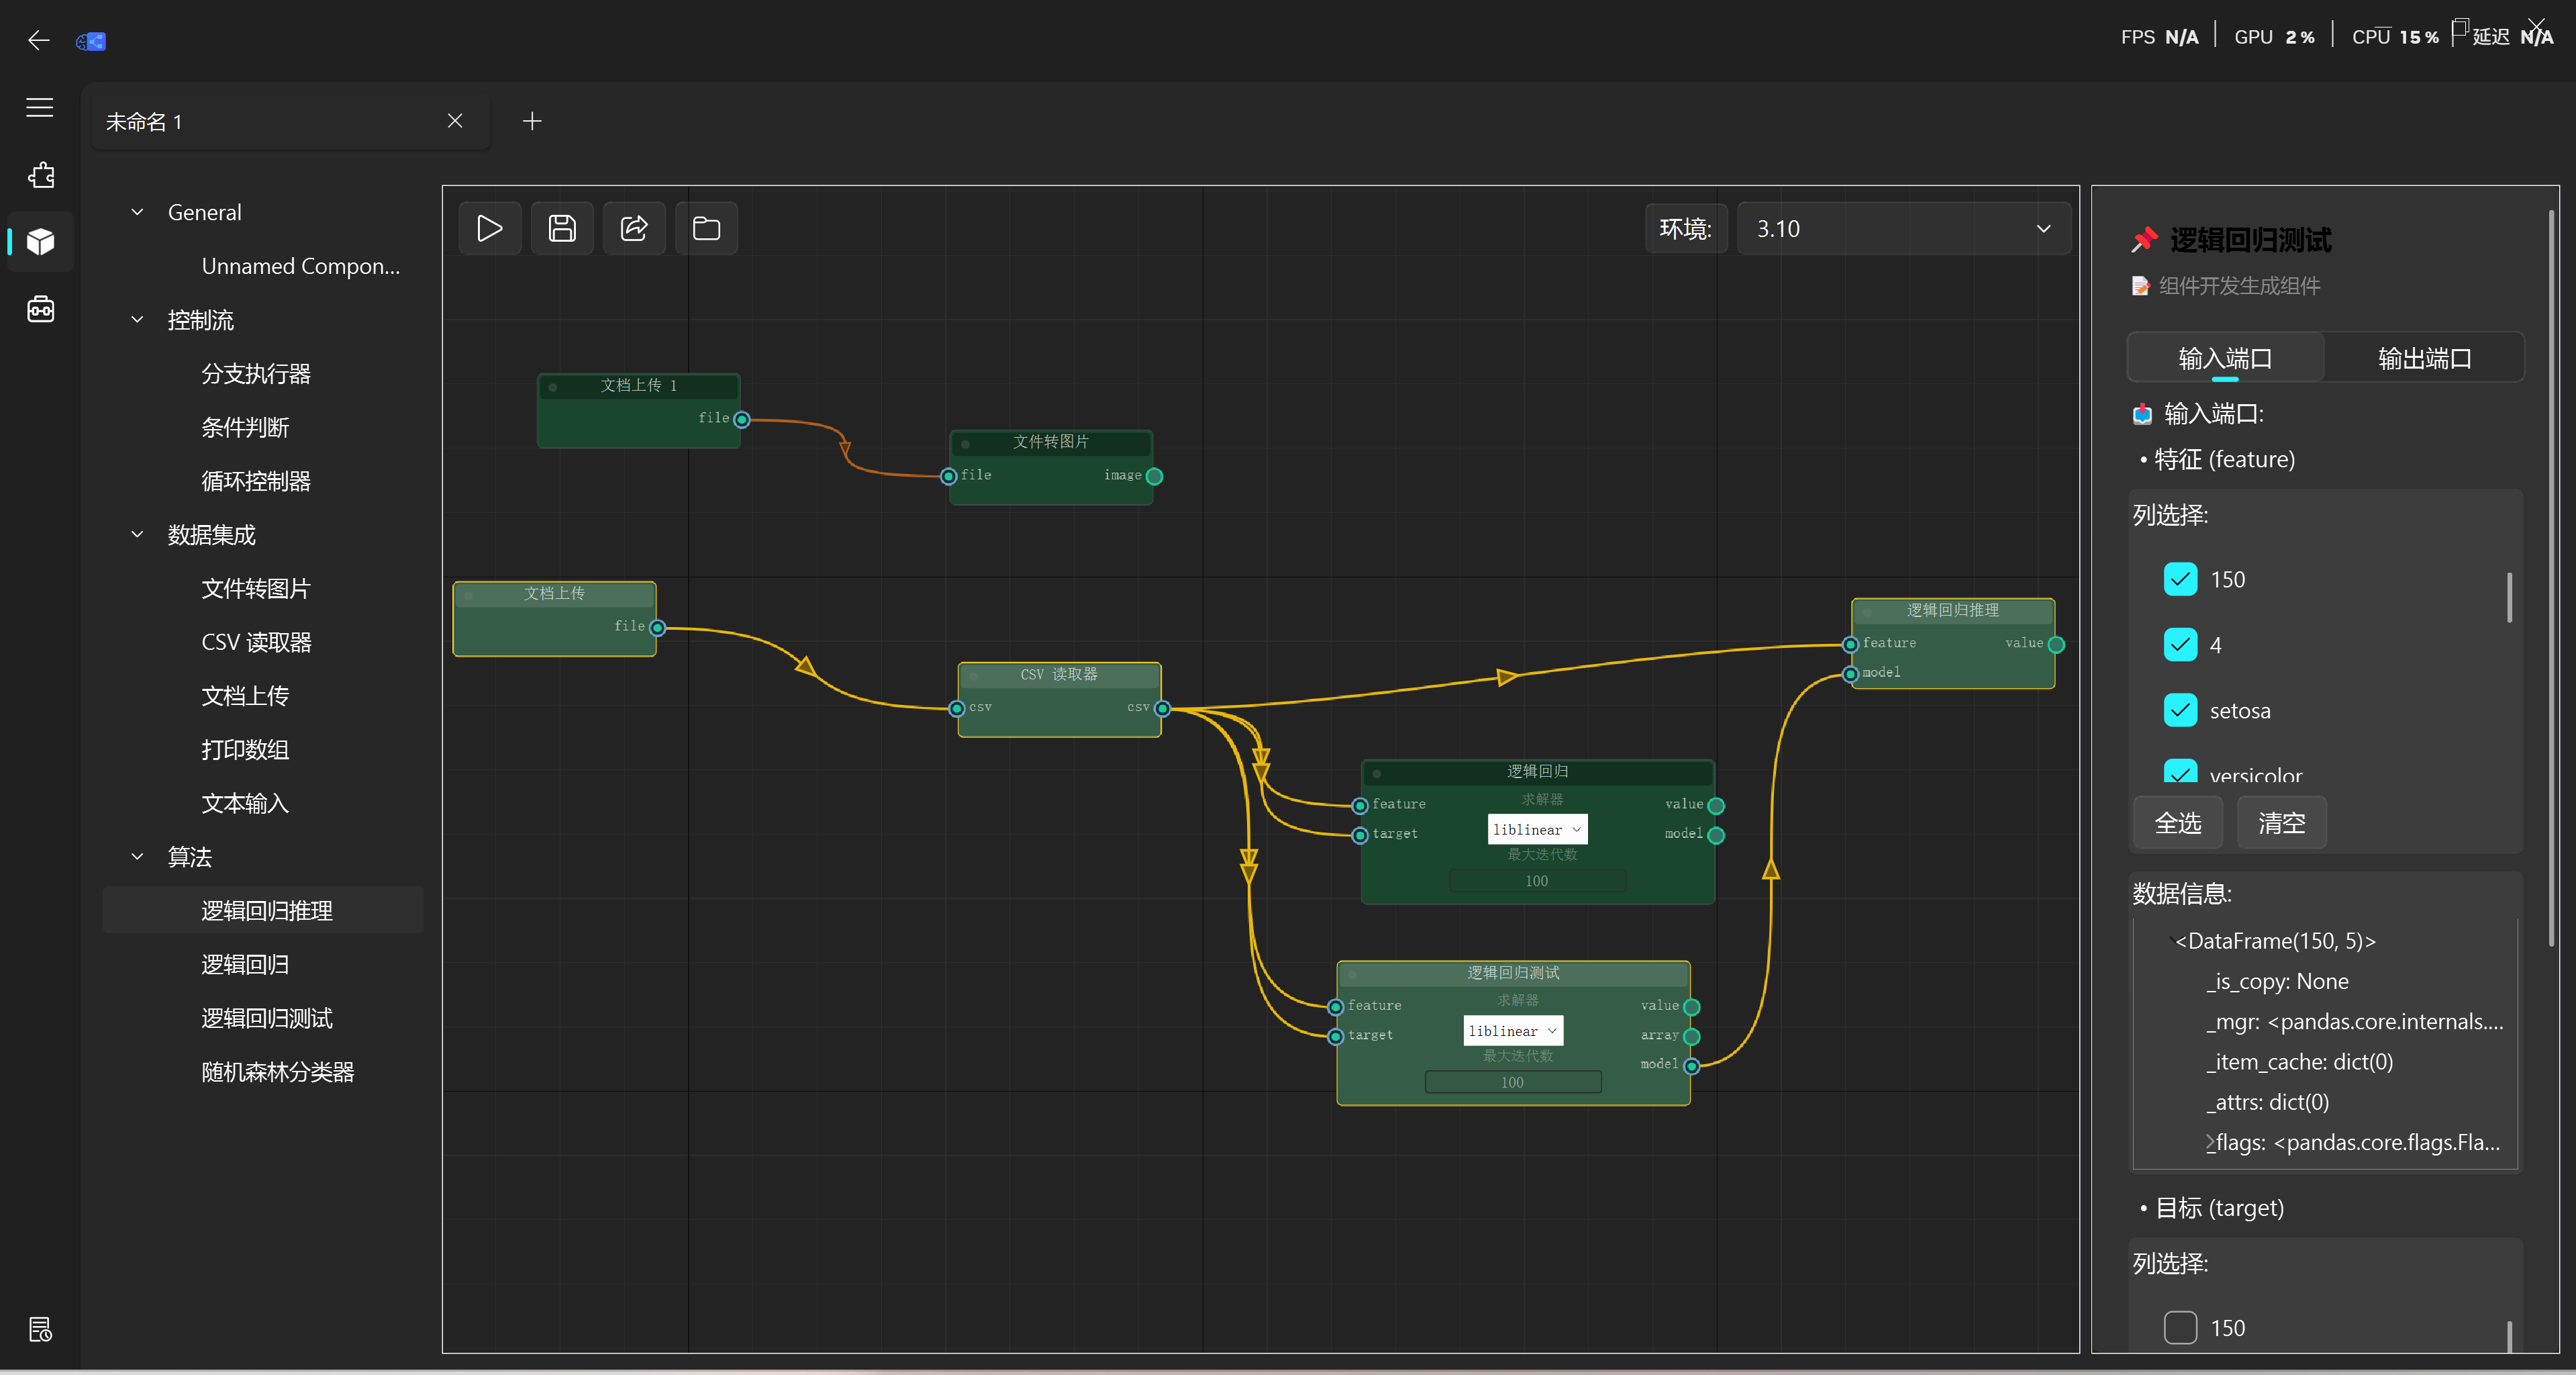 FPS N/A GPU 2% CPU 15% 延迟 N/A
未命名 1
General
Unnamed Compon...
控制流
分支执行器
条件判断
循环控制器
数据集成
文件转图片
CSV 读取器
文档上传
打印数组
文本输入
算法
逻辑回归推理
逻辑回归
逻辑回归测试
随机森林分类器
环境:
3.10
文档上传 1
file
文件转图片
file image
文档上传
file
CSV 读取器
csv csv
逻辑回归推理
feature value
model
逻辑回归
求解器
feature value
liblinear
target model
最大迭代数
100
逻辑回归测试
求解器
feature value
liblinear
target array
最大迭代数
model
100
逻辑回归测试
组件开发生成组件
输入端口 输出端口
输入端口:
• 特征 (feature)
列选择:
150
4
setosa
versicolor
全选 清空
数据信息:
<DataFrame(150, 5)>
_is_copy: None
_mgr: <pandas.core.internals....
_item_cache: dict(0)
_attrs: dict(0)
_flags: <pandas.core.flags.Fla...
• 目标 (target)
列选择:
150